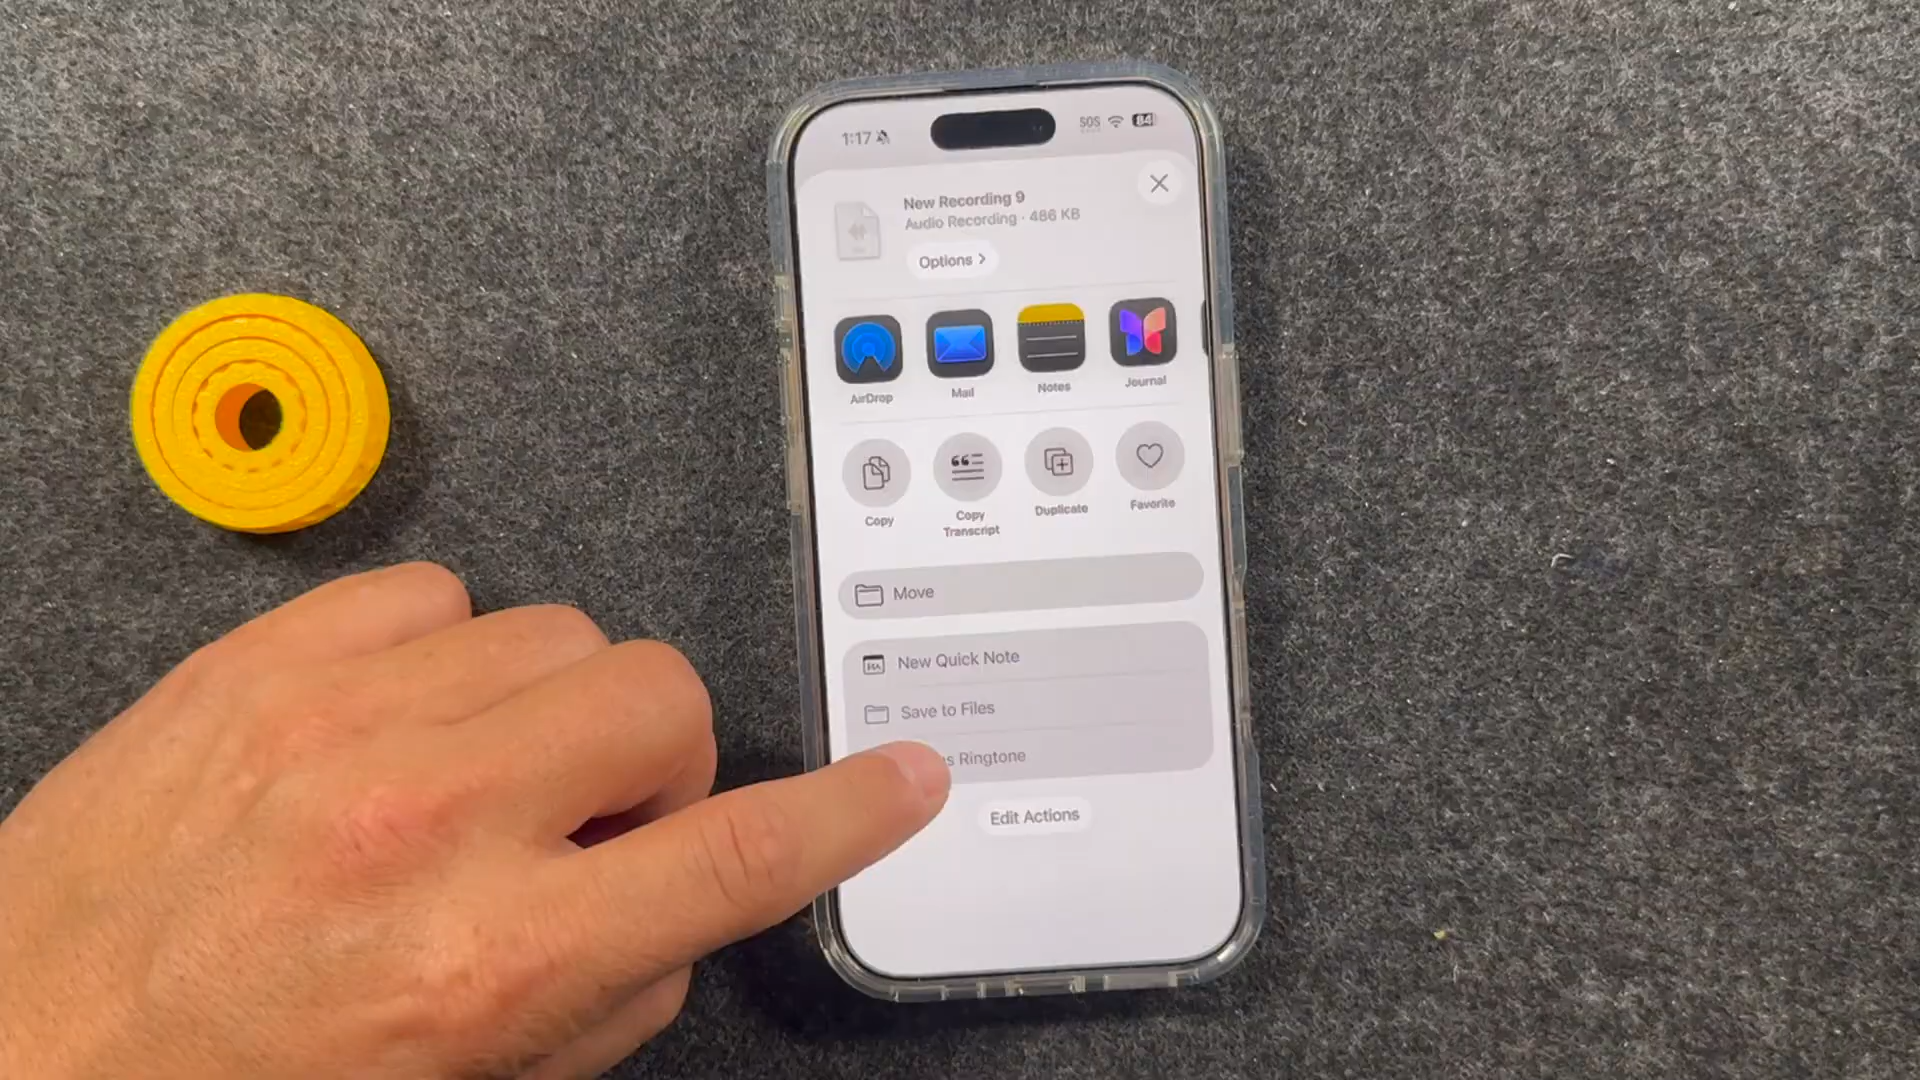 1:17 SOS 84
New Recording 9
Audio Recording · 486 KB
Options
AirDrop Mail Notes Journal
Copy Copy Transcript Duplicate Favorite
Move
New Quick Note
Save to Files
Ringtone
Edit Actions